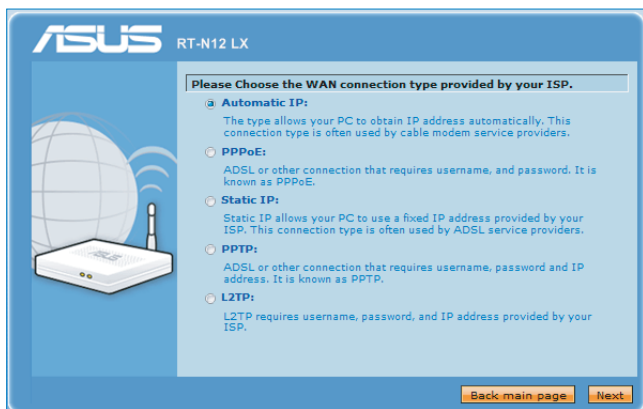 ASUS RT-N12 LX
Please Choose the WAN connection type provided by your ISP.
Automatic IP:
The type allows your PC to obtain IP address automatically. This
connection type is often used by cable modem service providers.
PPPoE:
ADSL or other connection that requires username, and password. It is
known as PPPoE.
Static IP:
Static IP allows your PC to use a fixed IP address provided by your
ISP. This connection type is often used by ADSL service providers.
PPTP:
ADSL or other connection that requires username, password and IP
address. It is known as PPTP.
L2TP:
L2TP requires username, password, and IP address provided by your
ISP.
ASUS
Back main page Next